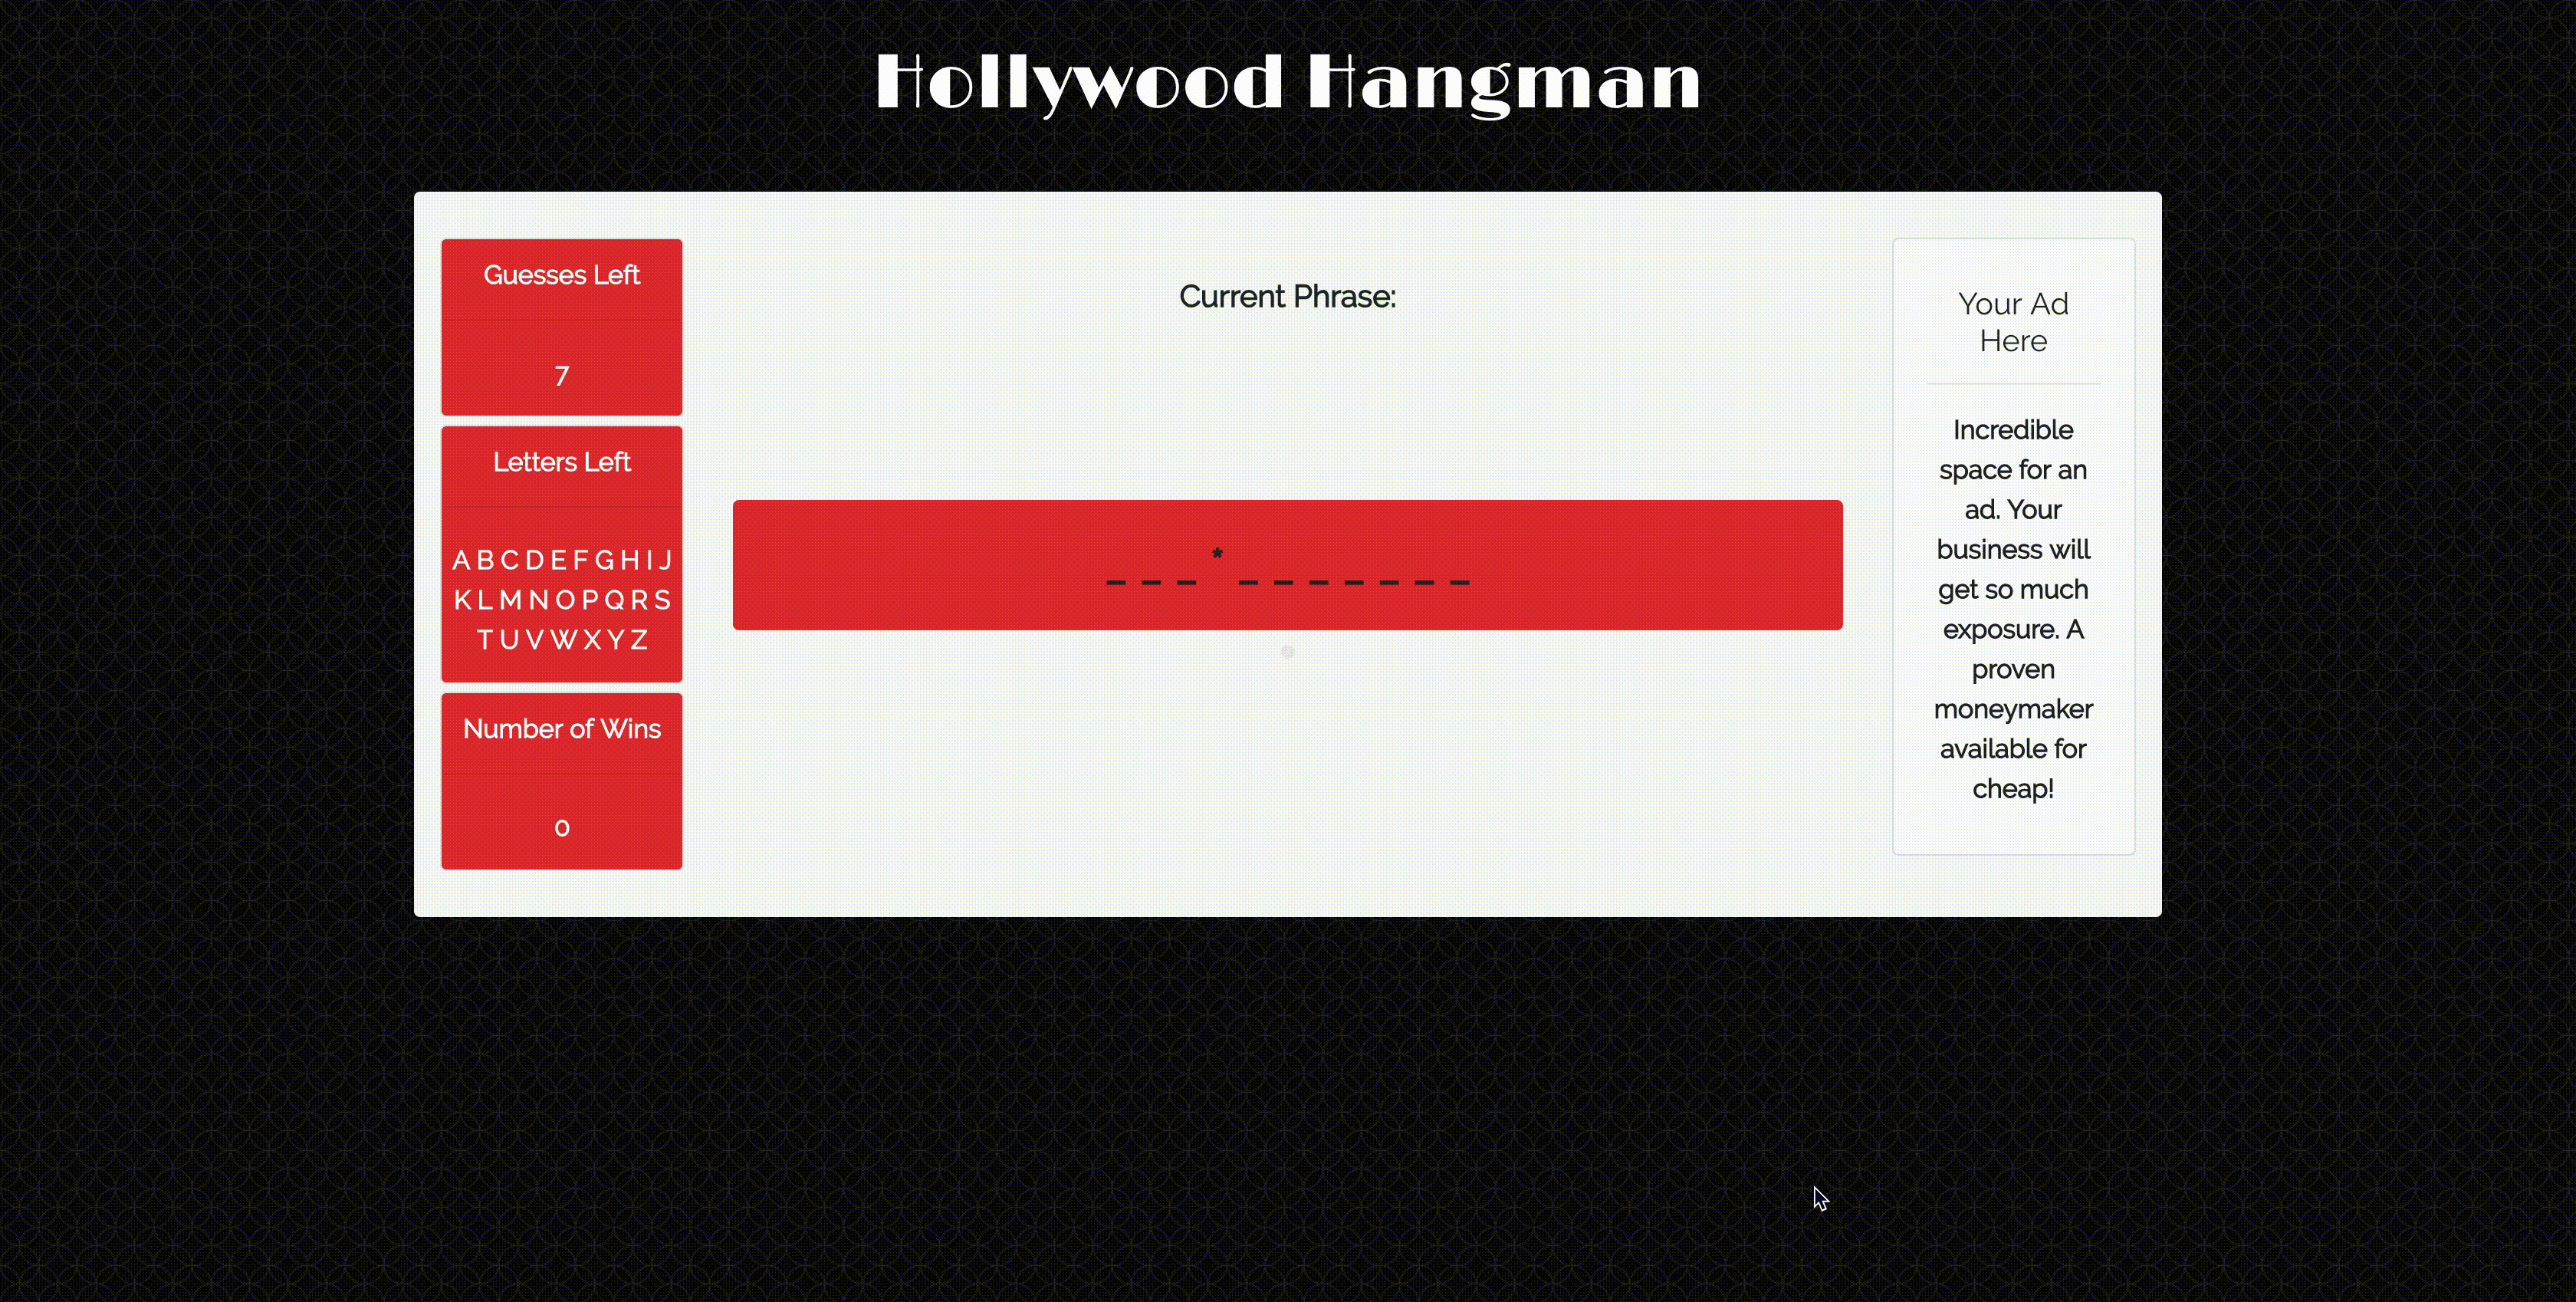 Hollywood Hangman
Guesses Left
7
Letters Left
A B C D E F G H I J
K L M N O P Q R S
T U V W X Y Z
Number of Wins
0
Current Phrase:
_ _ _ * _ _ _ _ _ _ _
Your Ad
Here
Incredible
space for an
ad. Your
business will
get so much
exposure. A
proven
moneymaker
available for
cheap!